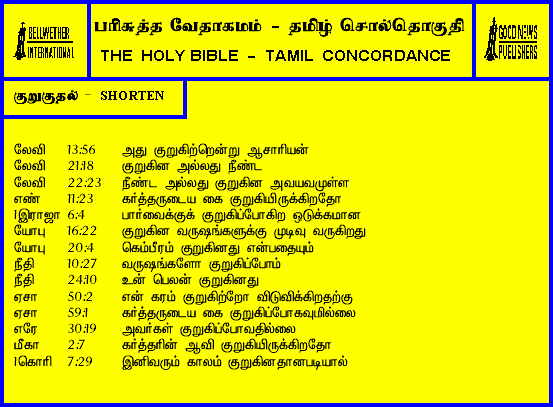 BELLWETHER
INTERNATIONAL
பரிசுத்த வேதாகமம் - தமிழ் சொல்தொகுதி
THE HOLY BIBLE - TAMIL CONCORDANCE
GOOD NEWS
PUBLISHERS
குறுகுதல் - SHORTEN
லேவி 13:56 அது குறுகிற்றென்று ஆசாரியன்
லேவி 21:18 குறுகின அல்லது நீண்ட
லேவி 22:23 நீண்ட அல்லது குறுகின அவயவமுள்ள
எண் 11:23 கர்த்தருடைய கை குறுகியிருக்கிறதோ
1இராஜா 6:4 பார்வைக்குக் குறுகிப்போகிற ஒடுக்கமான
யோபு 16:22 குறுகின வருஷங்களுக்கு முடிவு வருகிறது
யோபு 20:4 கெம்பீரம் குறுகினது என்பதையும்
நீதி 10:27 வருஷங்களோ குறுகிப்போம்
நீதி 24:10 உன் பெலன் குறுகினது
ஏசா 50:2 என் கரம் குறுகிற்றோ விடுவிக்கிறதற்கு
ஏசா 59:1 கர்த்தருடைய கை குறுகிப்போகவுமில்லை
எரே 30:19 அவர்கள் குறுகிப்போவதில்லை
மீகா 2:7 கர்த்தரின் ஆவி குறுகியிருக்கிறதோ
1கொரி 7:29 இனிவரும் காலம் குறுகினதானபடியால்